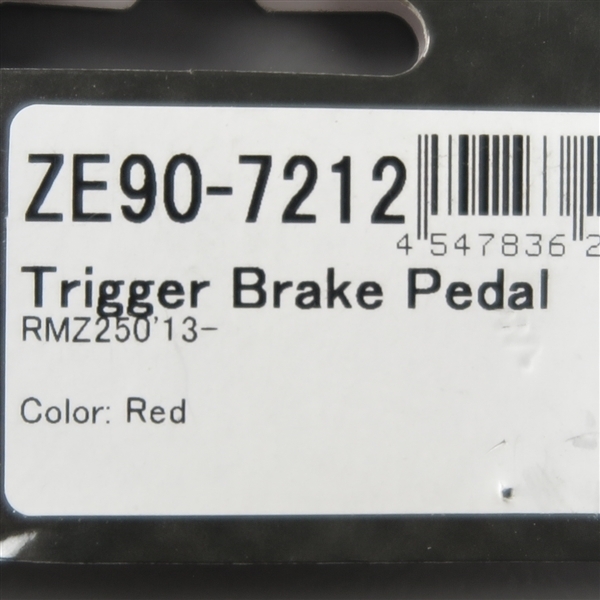 ZE90-7212
4 547836 2
Trigger Brake Pedal
RMZ250'13-
Color: Red